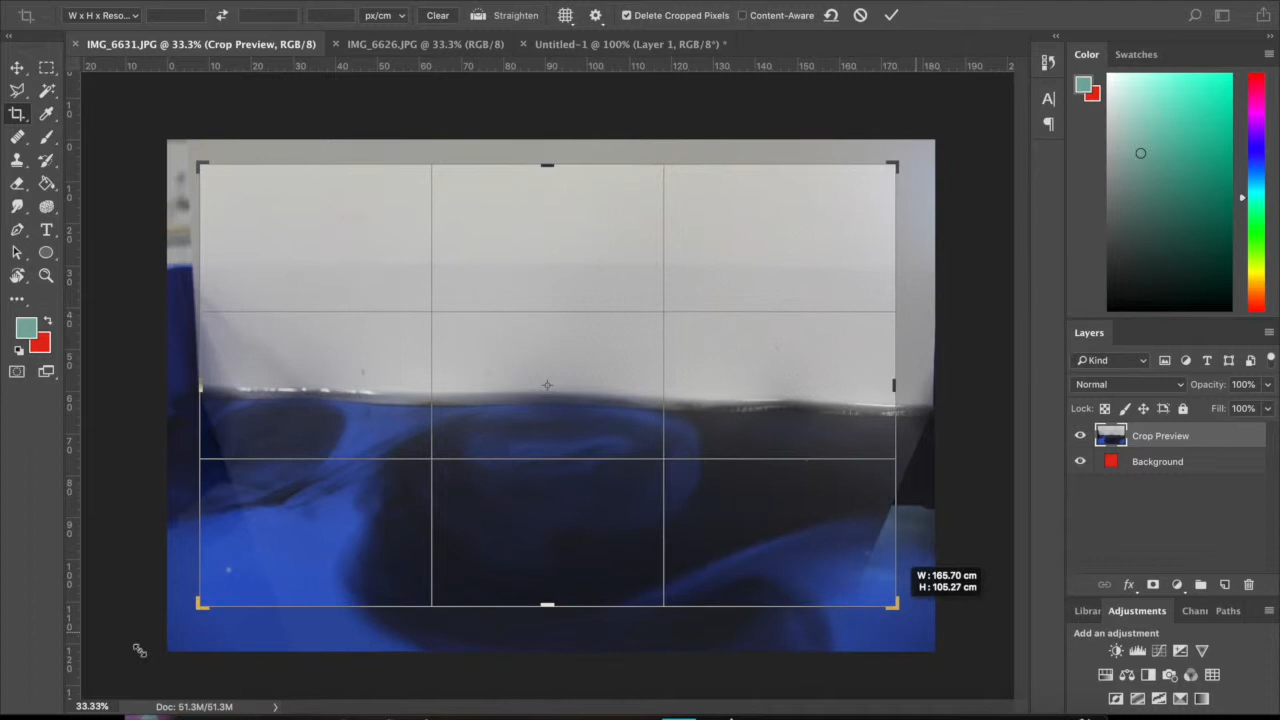 W x H x Reso...
px/cm
Clear
Straighten
Delete Cropped Pixels
Content-Aware
IMG_6631.JPG @ 33.3% (Crop Preview, RGB/8)
IMG_6626.JPG @ 33.3% (RGB/8)
Untitled-1 @ 100% (Layer 1, RGB/8*) *
20 10 0 10 20 30 40 50 60 70 80 90 100 110 120 130 140 150 160 170 180 190 2
Color
Swatches
Layers
Kind
Normal
Opacity: 100%
Lock:
Fill: 100%
Crop Preview
Background
W : 165.70 cm
H : 105.27 cm
fx
Librar
Adjustments
Chann
Paths
Add an adjustment
33.33%
Doc: 51.3M/51.3M